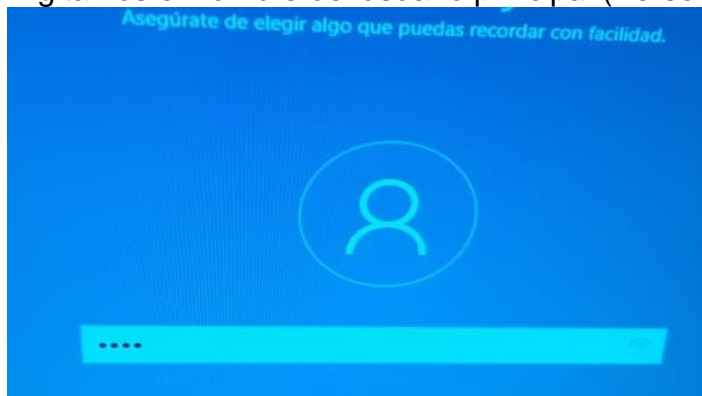 Asegúrate de elegir algo que puedas recordar con facilidad.
••••